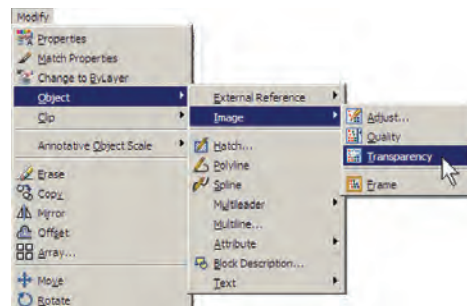 Modify
Properties
Match Properties
Change to ByLayer
Object
Clip
Annotative Object Scale
Erase
Copy
Mirror
Offset
Array...
Move
Rotate
External Reference
Image
Hatch...
Polyline
Spline
Multileader
Multiline...
Attribute
Block Description...
Text
Adjust...
Quality
Transparency
Frame